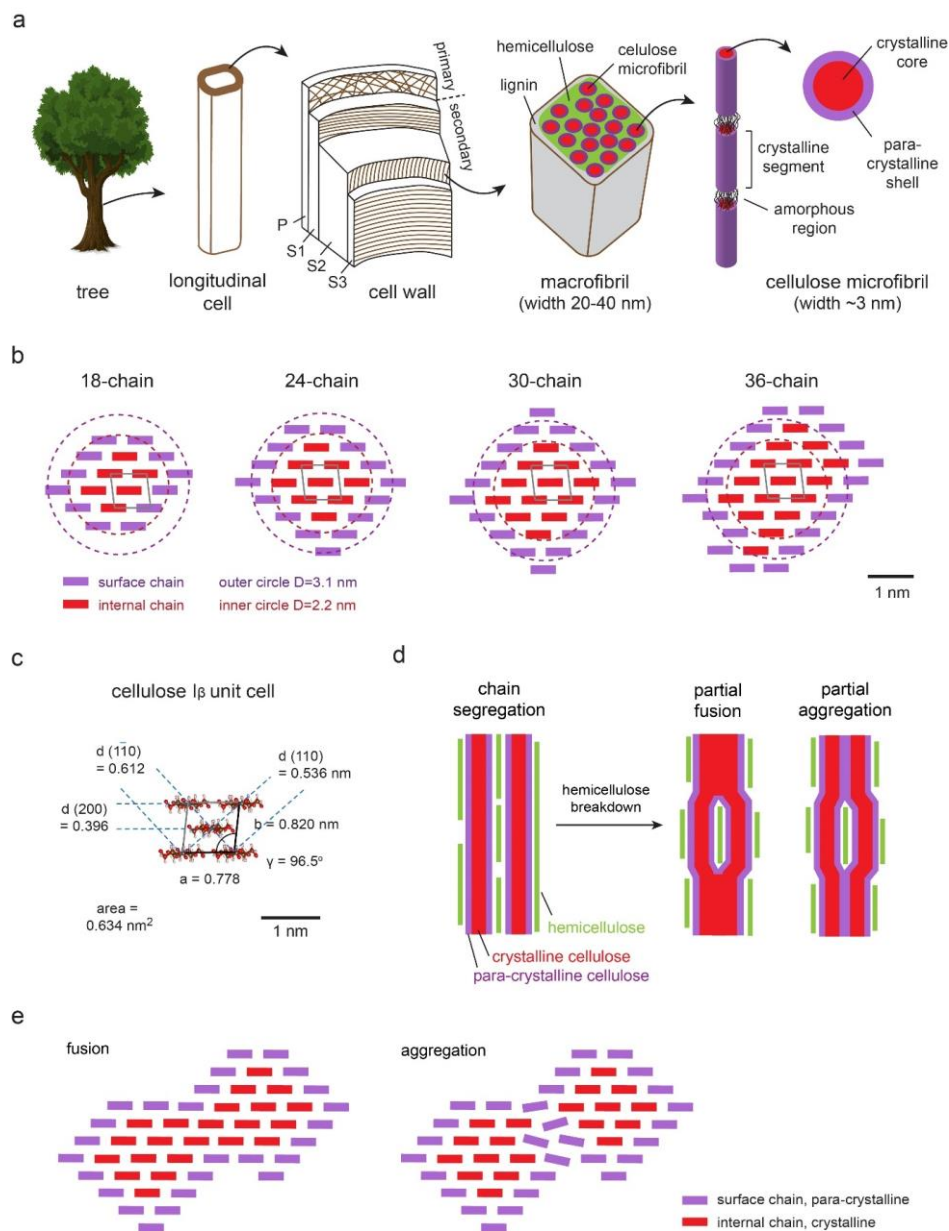 a
hemicellulose
celulose
microfibril
lignin
primary
secondary
crystalline
core
crystalline
segment
para-
crystalline
shell
amorphous
region
P
S1
S2
S3
tree
longitudinal
cell
cell wall
macrofibril
(width 20-40 nm)
cellulose microfibril
(width ~3 nm)
b
18-chain
24-chain
30-chain
36-chain
surface chain
outer circle D=3.1 nm
internal chain
inner circle D=2.2 nm
1 nm
c
cellulose Iβ unit cell
d (1-10)
= 0.612
d (110)
= 0.536 nm
d (200)
= 0.396
b = 0.820 nm
γ = 96.5°
a = 0.778
area =
0.634 nm²
1 nm
d
chain
segregation
partial
fusion
partial
aggregation
hemicellulose
breakdown
hemicellulose
crystalline cellulose
para-crystalline cellulose
e
fusion
aggregation
surface chain, para-crystalline
internal chain, crystalline